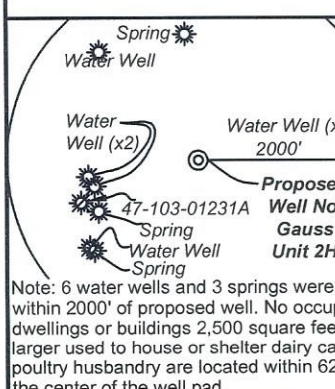 Spring
Water Well
Water
Well (x2)
Water Well (x
2000'
Propose
47-103-01231A
Well No
Spring
Gauss
Water Well
Unit 2H
Spring
Note: 6 water wells and 3 springs were
within 2000' of proposed well. No occup
dwellings or buildings 2,500 square fee
larger used to house or shelter dairy ca
poultry husbandry are located within 62
the center of the well pad